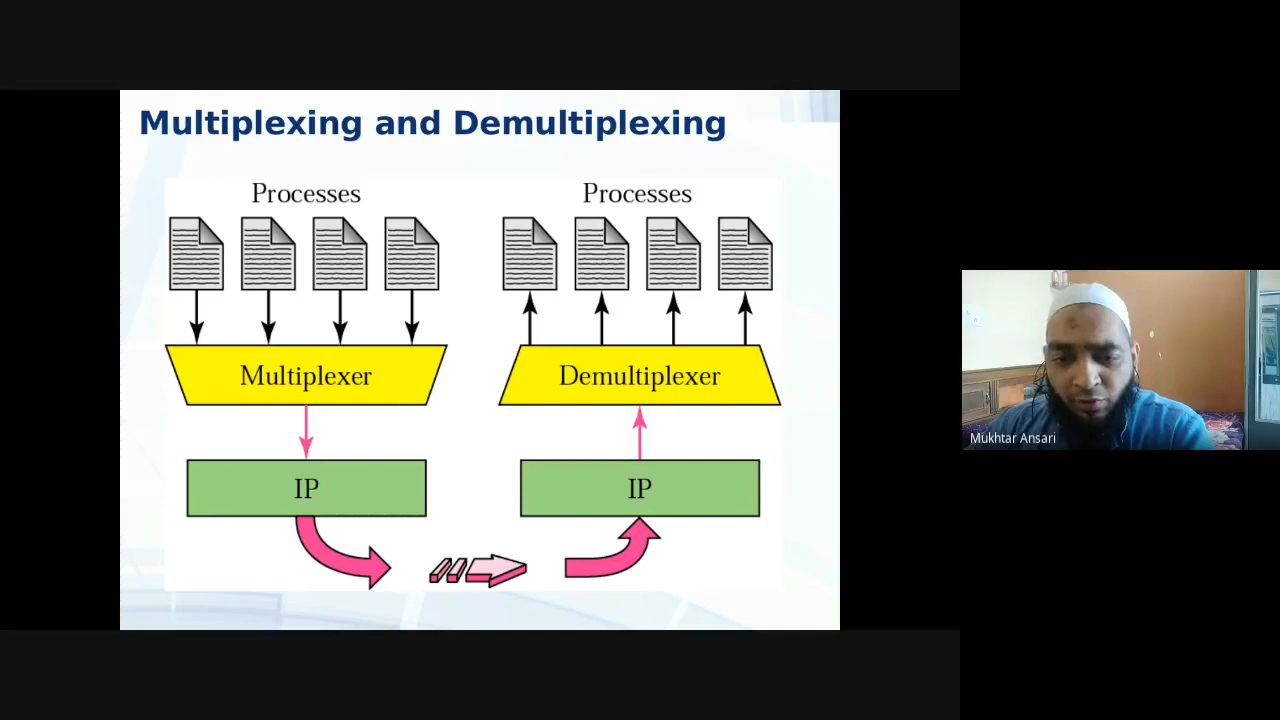 Multiplexing and Demultiplexing
Processes
Processes
Multiplexer
Demultiplexer
IP
IP
Mukhtar Ansari